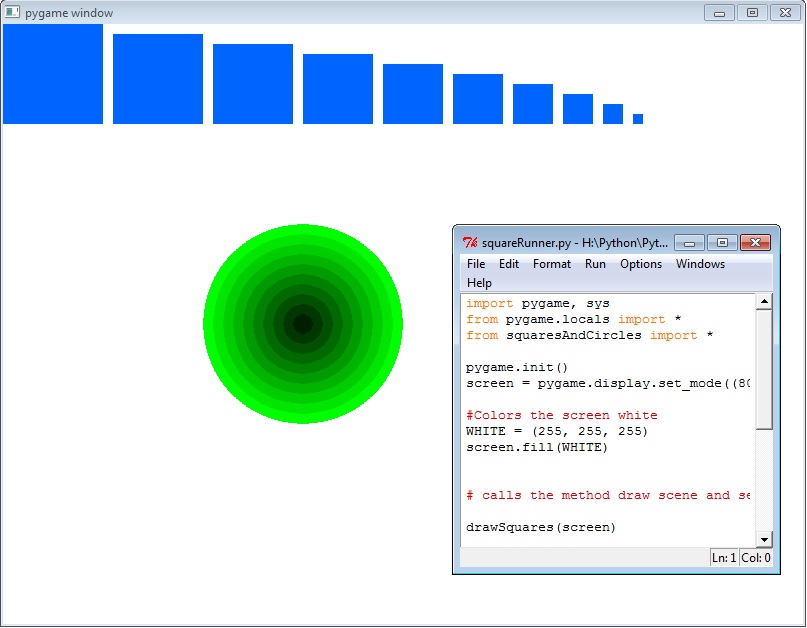 pygame window
squareRunner.py - H:\Python\Pyt...
File Edit Format Run Options Windows
Help
import pygame, sys
from pygame.locals import *
from squaresAndCircles import *
pygame.init()
screen = pygame.display.set_mode((80
#Colors the screen white
WHITE = (255, 255, 255)
screen.fill(WHITE)
# calls the method draw scene and se
drawSquares(screen)
Ln: 1 Col: 0